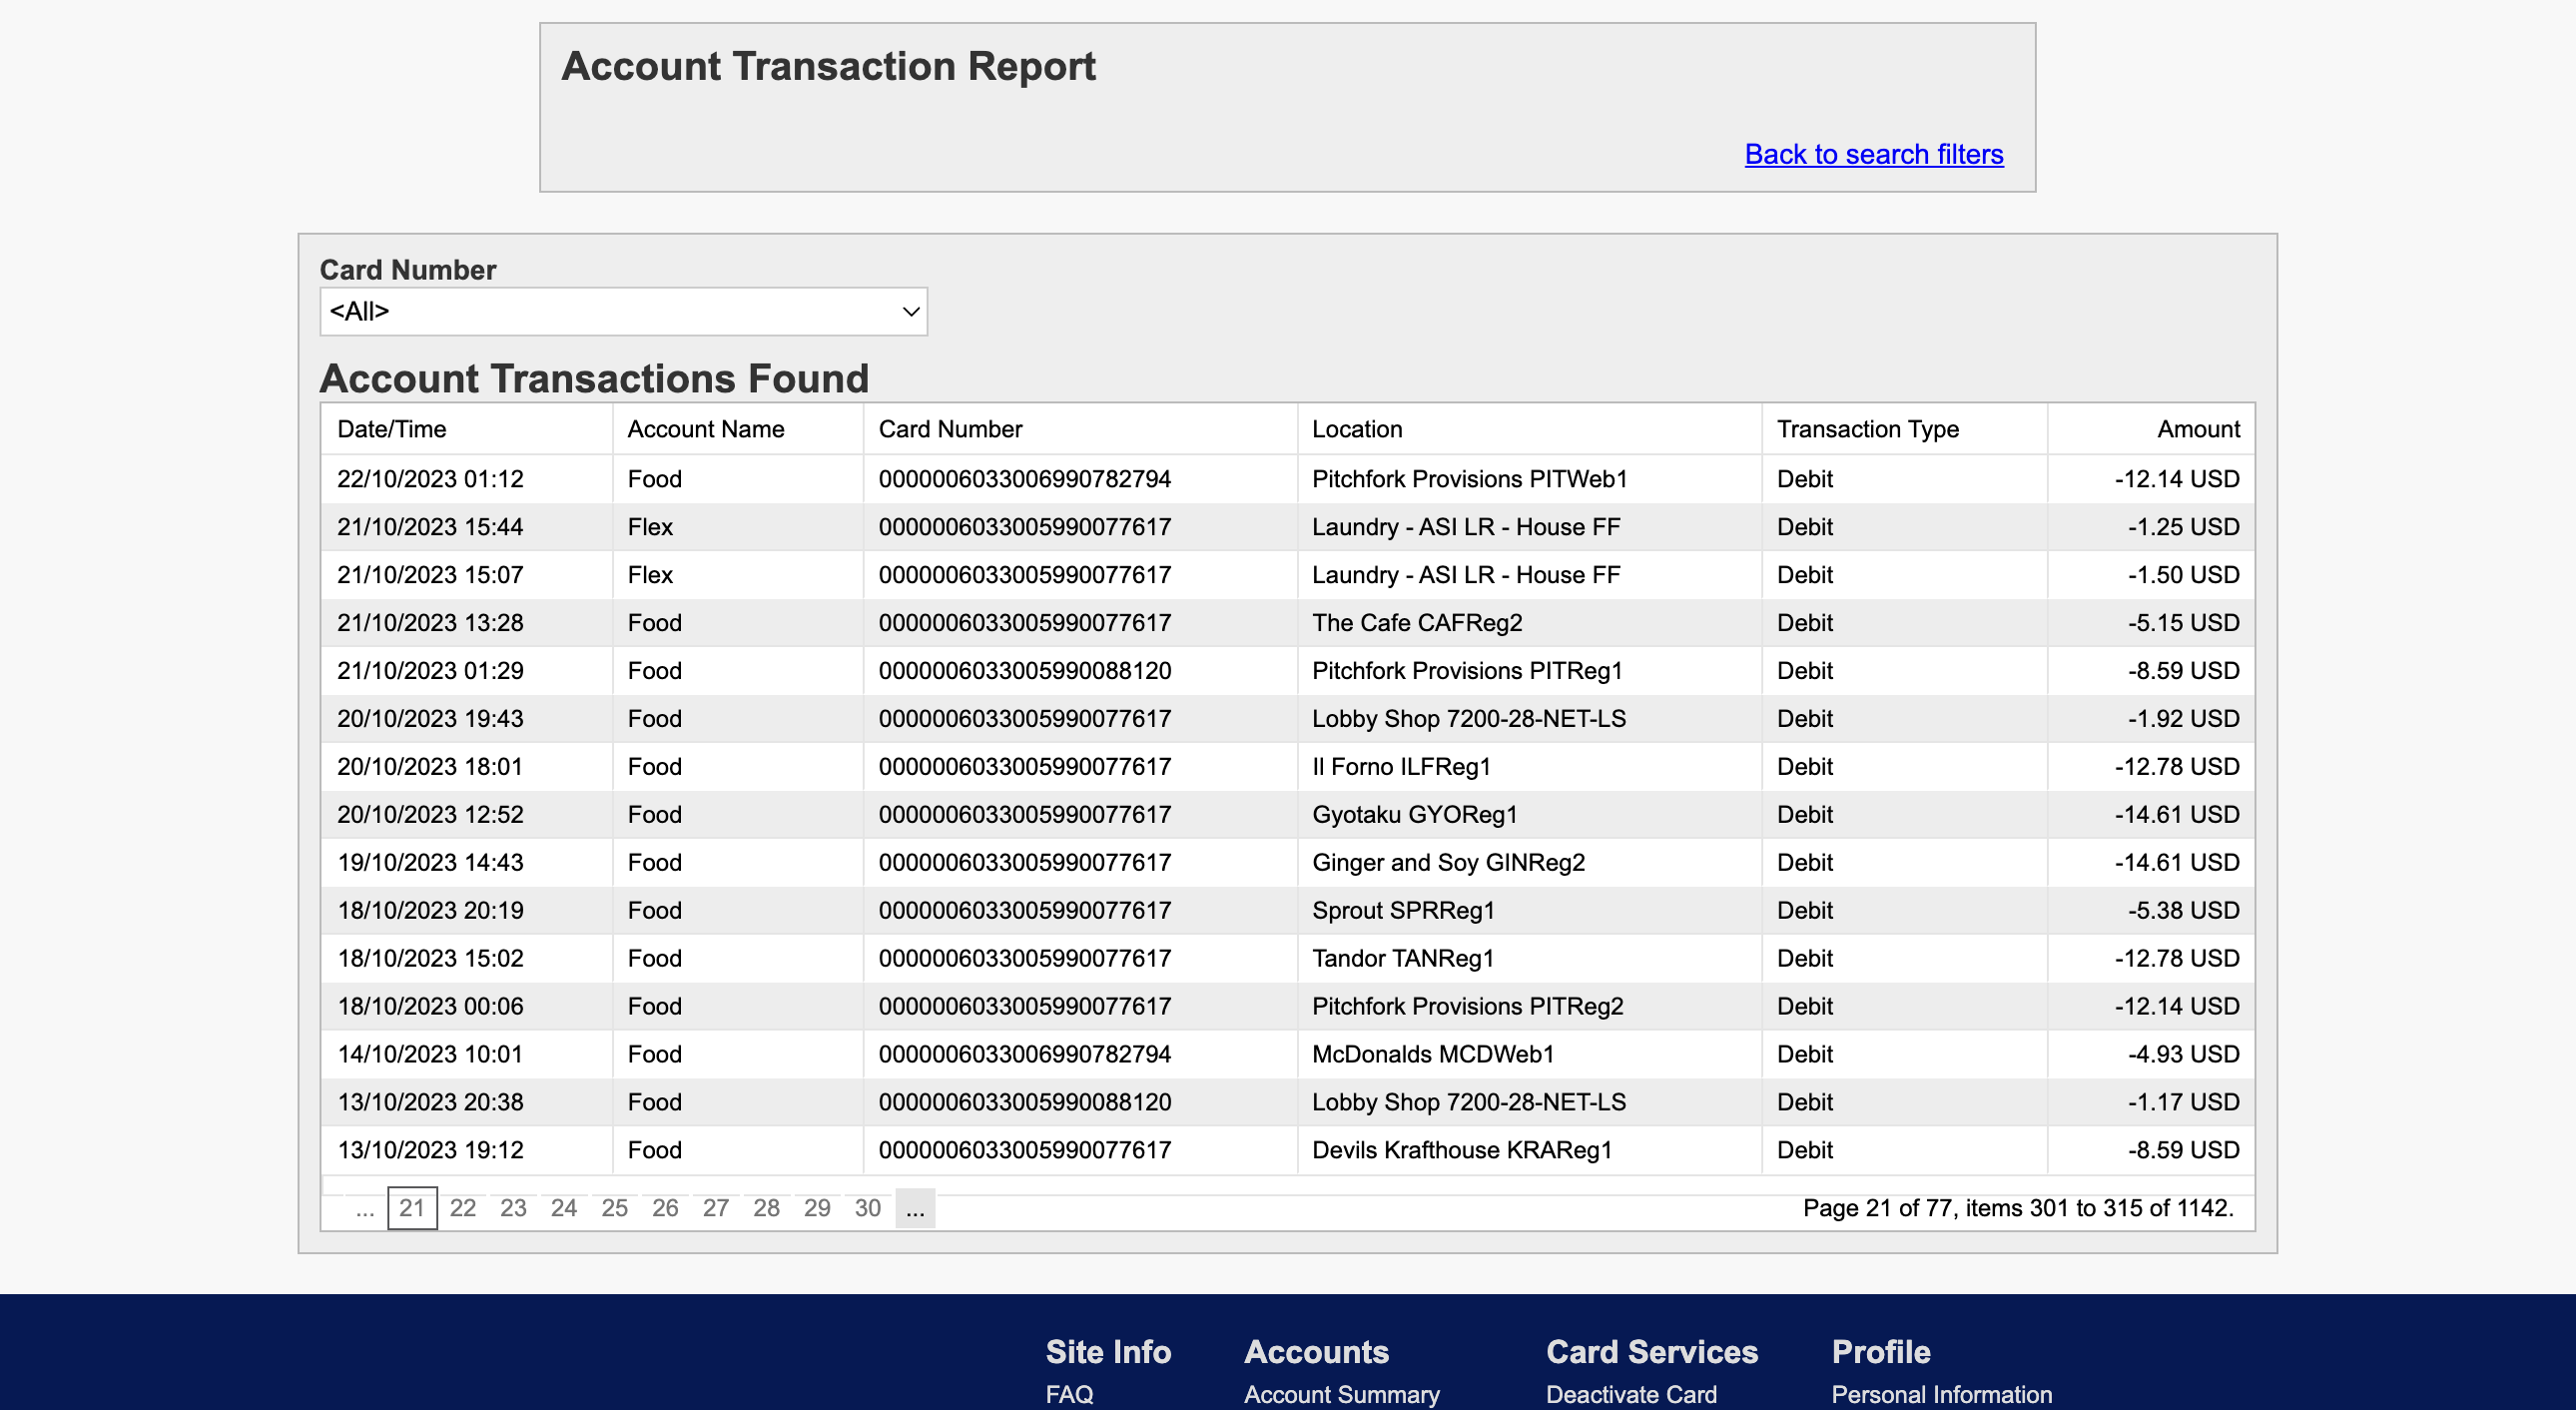 Account Transaction Report
Back to search filters
Card Number
<All>
Account Transactions Found
Date/Time Account Name Card Number Location Transaction Type Amount
22/10/2023 01:12 Food 0000006033006990782794 Pitchfork Provisions PITWeb1 Debit -12.14 USD
21/10/2023 15:44 Flex 0000006033005990077617 Laundry - ASI LR - House FF Debit -1.25 USD
21/10/2023 15:07 Flex 0000006033005990077617 Laundry - ASI LR - House FF Debit -1.50 USD
21/10/2023 13:28 Food 0000006033005990077617 The Cafe CAFReg2 Debit -5.15 USD
21/10/2023 01:29 Food 0000006033005990088120 Pitchfork Provisions PITReg1 Debit -8.59 USD
20/10/2023 19:43 Food 0000006033005990077617 Lobby Shop 7200-28-NET-LS Debit -1.92 USD
20/10/2023 18:01 Food 0000006033005990077617 Il Forno ILFReg1 Debit -12.78 USD
20/10/2023 12:52 Food 0000006033005990077617 Gyotaku GYOReg1 Debit -14.61 USD
19/10/2023 14:43 Food 0000006033005990077617 Ginger and Soy GINReg2 Debit -14.61 USD
18/10/2023 20:19 Food 0000006033005990077617 Sprout SPRReg1 Debit -5.38 USD
18/10/2023 15:02 Food 0000006033005990077617 Tandor TANReg1 Debit -12.78 USD
18/10/2023 00:06 Food 0000006033005990077617 Pitchfork Provisions PITReg2 Debit -12.14 USD
14/10/2023 10:01 Food 0000006033006990782794 McDonalds MCDWeb1 Debit -4.93 USD
13/10/2023 20:38 Food 0000006033005990088120 Lobby Shop 7200-28-NET-LS Debit -1.17 USD
13/10/2023 19:12 Food 0000006033005990077617 Devils Krafthouse KRAReg1 Debit -8.59 USD
... 21 22 23 24 25 26 27 28 29 30 ... Page 21 of 77, items 301 to 315 of 1142.
Site Info Accounts Card Services Profile
FAQ Account Summary Deactivate Card Personal Information